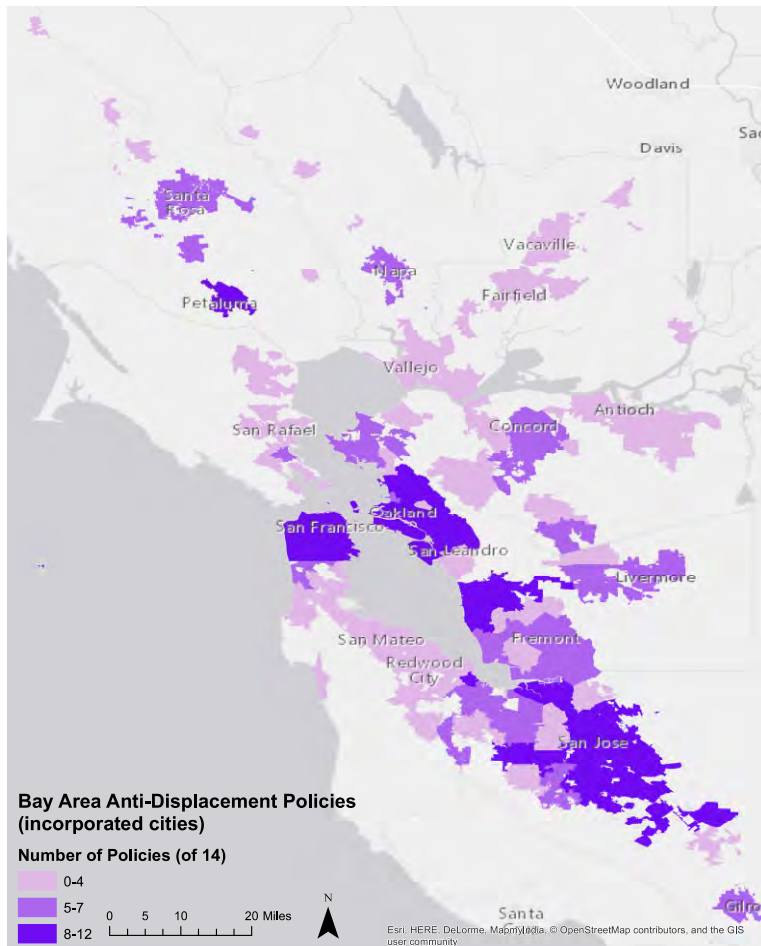 Woodland
Davis
Santa
Rosa
Vacaville
Napa
Fairfield
Petaluma
Vallejo
Antioch
San Rafael
Concord
Oakland
San Francisco
San Leandro
Livermore
San Mateo
Fremont
Redwood
City
San Jose
Bay Area Anti-Displacement Policies
(incorporated cities)
Number of Policies (of 14)
0-4
5-7
8-12
0 5 10 20 Miles
N
Santa
Gilro
Esri, HERE, DeLorme, MapmyIndia, © OpenStreetMap contributors, and the GIS
user community